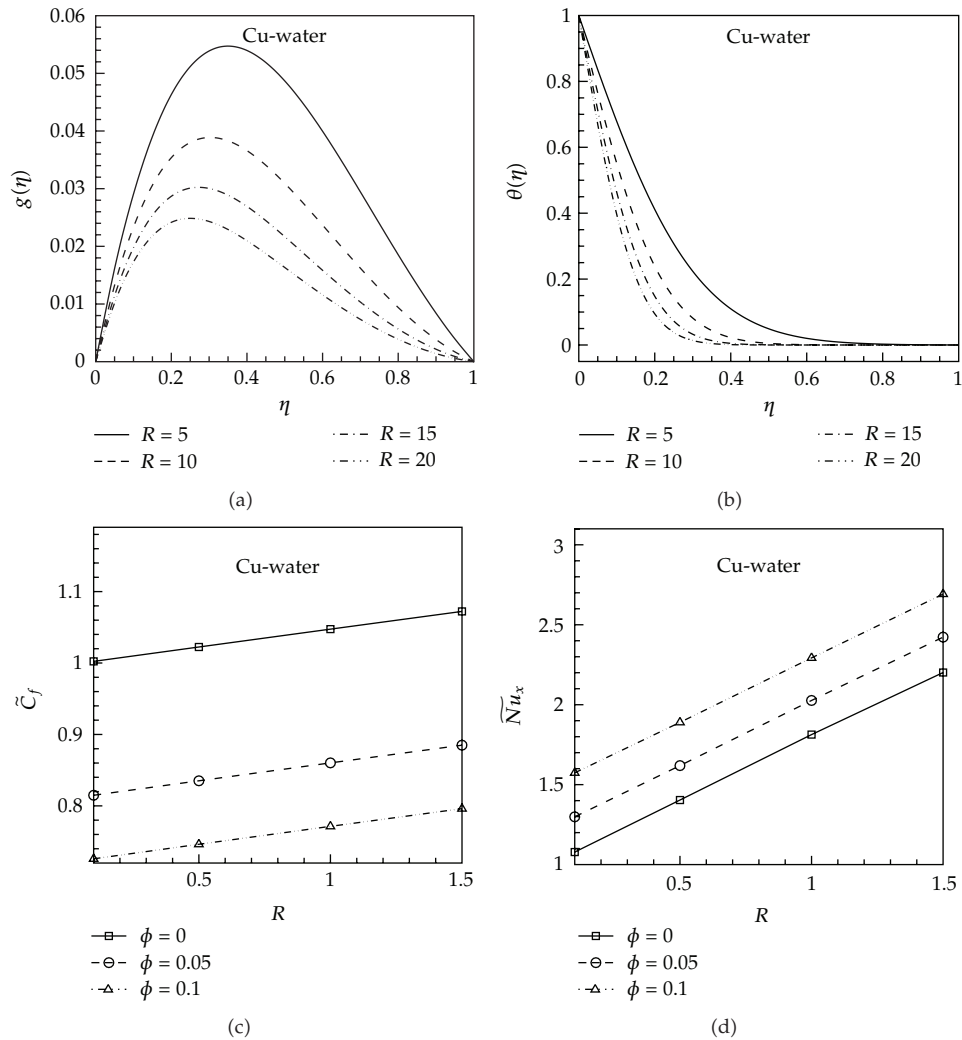 Cu-water
g(η)
0.06
0.05
0.04
0.03
0.02
0.01
0
0 0.2 0.4 0.6 0.8 1
η
R = 5 R = 15
R = 10 R = 20
(a)
Cu-water
θ(η)
1
0.8
0.6
0.4
0.2
0
0 0.2 0.4 0.6 0.8 1
η
R = 5 R = 15
R = 10 R = 20
(b)
Cu-water
C̃f
1.1
1
0.9
0.8
0.5 1 1.5
R
ϕ = 0
ϕ = 0.05
ϕ = 0.1
(c)
Cu-water
Ñux
3
2.5
2
1.5
1
0.5 1 1.5
R
ϕ = 0
ϕ = 0.05
ϕ = 0.1
(d)